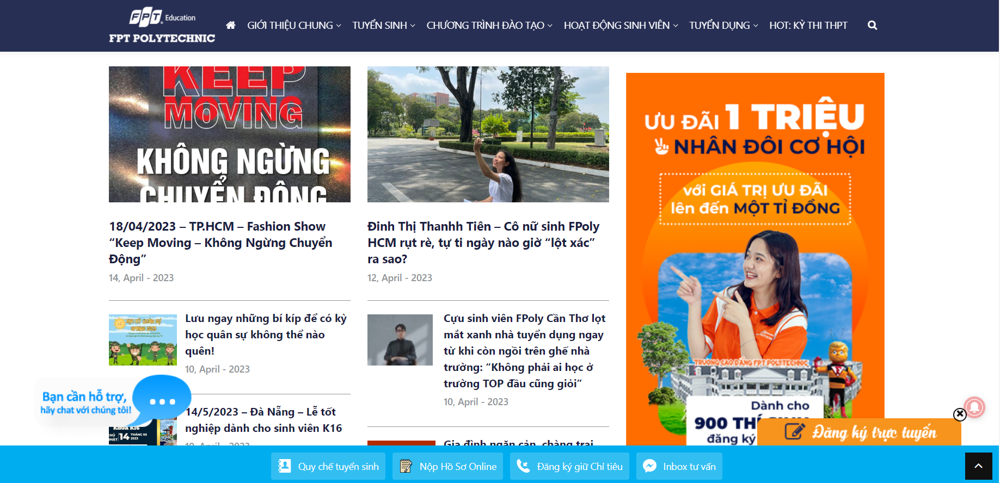 FPT Education
FPT POLYTECHNIC
GIỚI THIỆU CHUNG
TUYỂN SINH
CHƯƠNG TRÌNH ĐÀO TẠO
HOẠT ĐỘNG SINH VIÊN
TUYỂN DỤNG
HOT: KỲ THI THPT
KEEP
MOVING
KHÔNG NGỪNG
CHUYỂN ĐỘNG
18/04/2023 – TP.HCM – Fashion Show
“Keep Moving – Không Ngừng Chuyển
Động”
14, April - 2023
Đinh Thị Thanhh Tiên – Cô nữ sinh FPoly
HCM rụt rè, tự ti ngày nào giờ “lột xác”
ra sao?
12, April - 2023
Lưu ngay những bí kíp để có kỳ
học quân sự không thể nào
quên!
10, April - 2023
14/5/2023 – Đà Nẵng – Lễ tốt
nghiệp dành cho sinh viên K16
10, April - 2023
KHÓA K16
14 THÁNG 05
2023
Cựu sinh viên FPoly Cần Thơ lọt
mắt xanh nhà tuyển dụng ngay
từ khi còn ngồi trên ghế nhà
trường: “Không phải ai học ở
trường TOP đầu cũng giỏi”
10, April - 2023
Gia đình ngăn cản, chàng trai
ƯU ĐÃI 1 TRIỆU
NHÂN ĐÔI CƠ HỘI
với GIÁ TRỊ ƯU ĐÃI
lên đến MỘT TỈ ĐỒNG
TRƯỜNG CAO ĐẲNG FPT POLYTECHNIC
Dành cho
900 THÍ SINH
đăng ký
Bạn cần hỗ trợ,
hãy chat với chúng tôi!
Đăng ký trực tuyến
Quy chế tuyển sinh
Nộp Hồ Sơ Online
Đăng ký giữ Chỉ tiêu
Inbox tư vấn